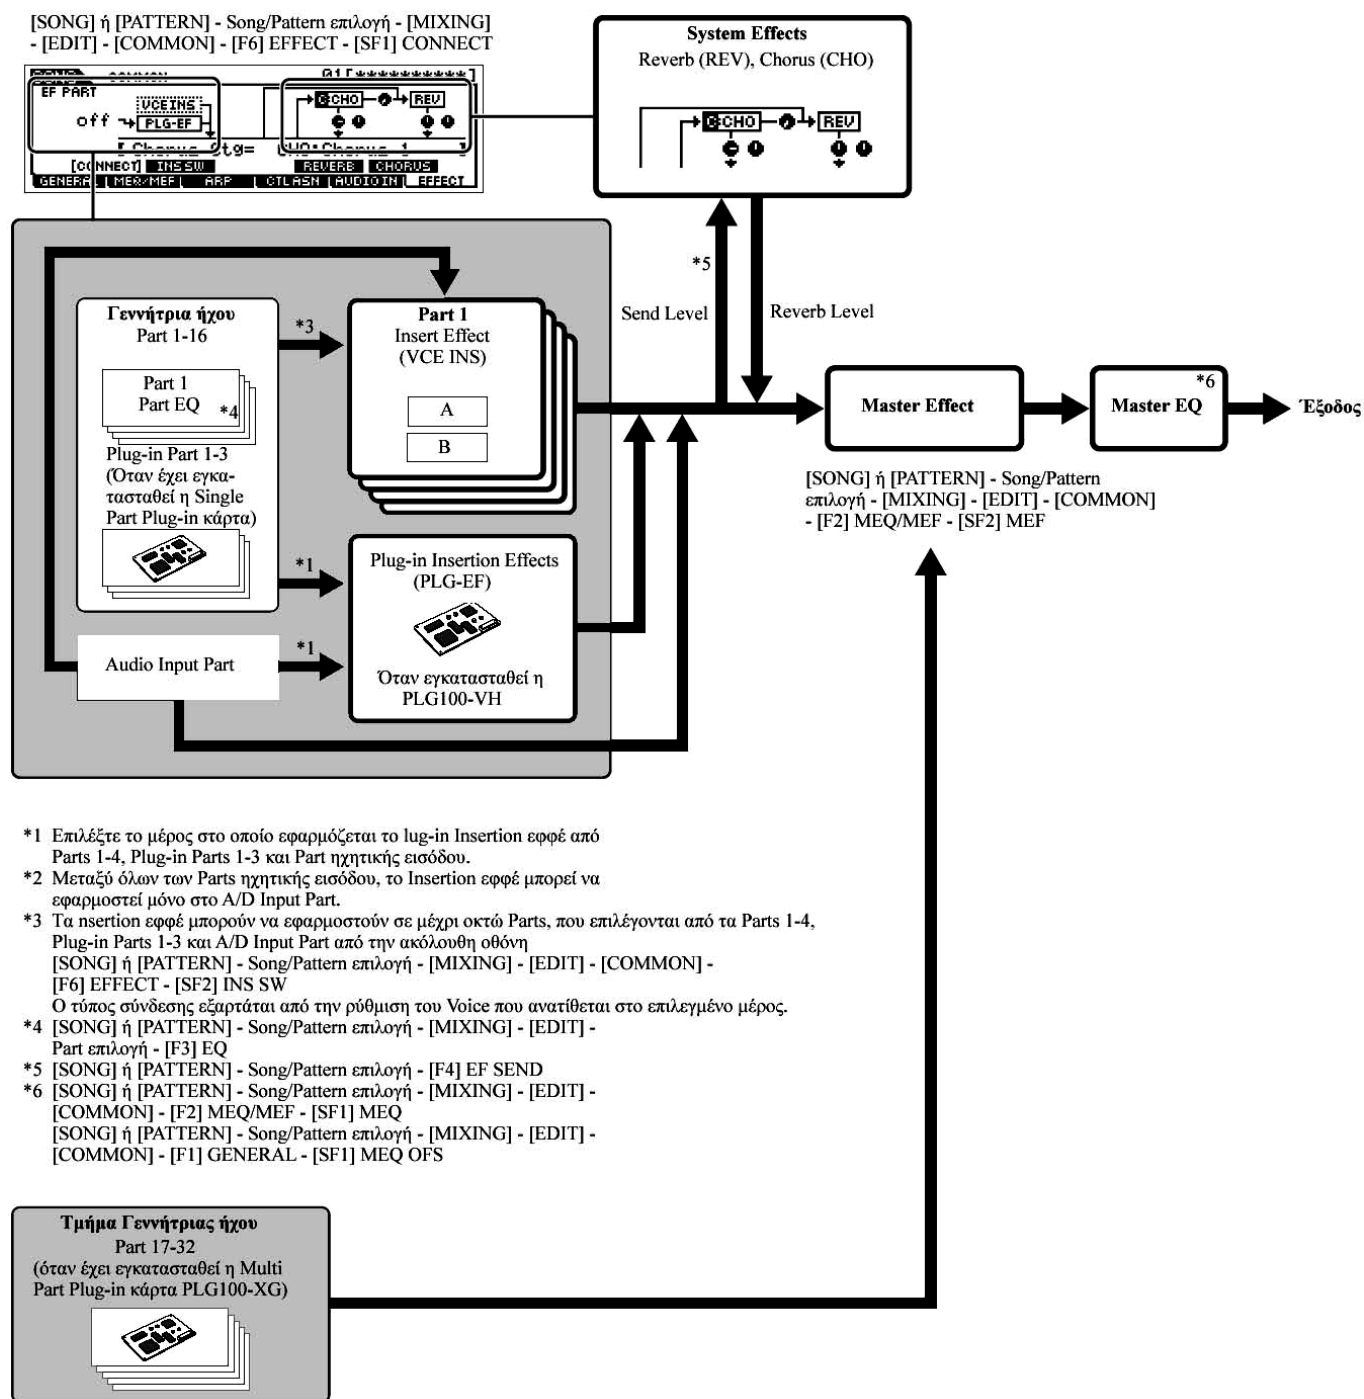 [SONG] ή [PATTERN] - Song/Pattern επιλογή - [MIXING]
- [EDIT] - [COMMON] - [F6] EFFECT - [SF1] CONNECT
EF PART
VCEINS
off
PLG-EF
CHO
REV
[CONNECT] INS SW REVERB CHORUS
GENERAL MEQ/MEF ARP CTL ASN AUDIO IN EFFECT
System Effects
Reverb (REV), Chorus (CHO)
CHO
REV
*5
Send Level
Reverb Level
Γεννήτρια ήχου
Part 1-16
Part 1
Part EQ
*4
Plug-in Part 1-3
(Όταν έχει εγκα-
τασταθεί η Single
Part Plug-in κάρτα)
*3
Part 1
Insert Effect
(VCE INS)
A
B
*1
Plug-in Insertion Effects
(PLG-EF)
Όταν εγκατασταθεί η
PLG100-VH
Audio Input Part
*1
Master Effect
*6
Master EQ
Έξοδος
[SONG] ή [PATTERN] - Song/Pattern
επιλογή - [MIXING] - [EDIT] - [COMMON]
- [F2] MEQ/MEF - [SF2] MEF
*1 Επιλέξτε το μέρος στο οποίο εφαρμόζεται το lug-in Insertion εφφέ από
Parts 1-4, Plug-in Parts 1-3 και Part ηχητικής εισόδου.
*2 Μεταξύ όλων των Parts ηχητικής εισόδου, το Insertion εφφέ μπορεί να
εφαρμοστεί μόνο στο A/D Input Part.
*3 Τα nsertion εφφέ μπορούν να εφαρμοστούν σε μέχρι οκτώ Parts, που επιλέγονται από τα Parts 1-4,
Plug-in Parts 1-3 και A/D Input Part από την ακόλουθη οθόνη
[SONG] ή [PATTERN] - Song/Pattern επιλογή - [MIXING] - [EDIT] - [COMMON] -
[F6] EFFECT - [SF2] INS SW
Ο τύπος σύνδεσης εξαρτάται από την ρύθμιση του Voice που ανατίθεται στο επιλεγμένο μέρος.
*4 [SONG] ή [PATTERN] - Song/Pattern επιλογή - [MIXING] - [EDIT] -
Part επιλογή - [F3] EQ
*5 [SONG] ή [PATTERN] - Song/Pattern επιλογή - [F4] EF SEND
*6 [SONG] ή [PATTERN] - Song/Pattern επιλογή - [MIXING] - [EDIT] -
[COMMON] - [F2] MEQ/MEF - [SF1] MEQ
[SONG] ή [PATTERN] - Song/Pattern επιλογή - [MIXING] - [EDIT] -
[COMMON] - [F1] GENERAL - [SF1] MEQ OFS
Τμήμα Γεννήτριας ήχου
Part 17-32
(όταν έχει εγκατασταθεί η Multi
Part Plug-in κάρτα PLG100-XG)